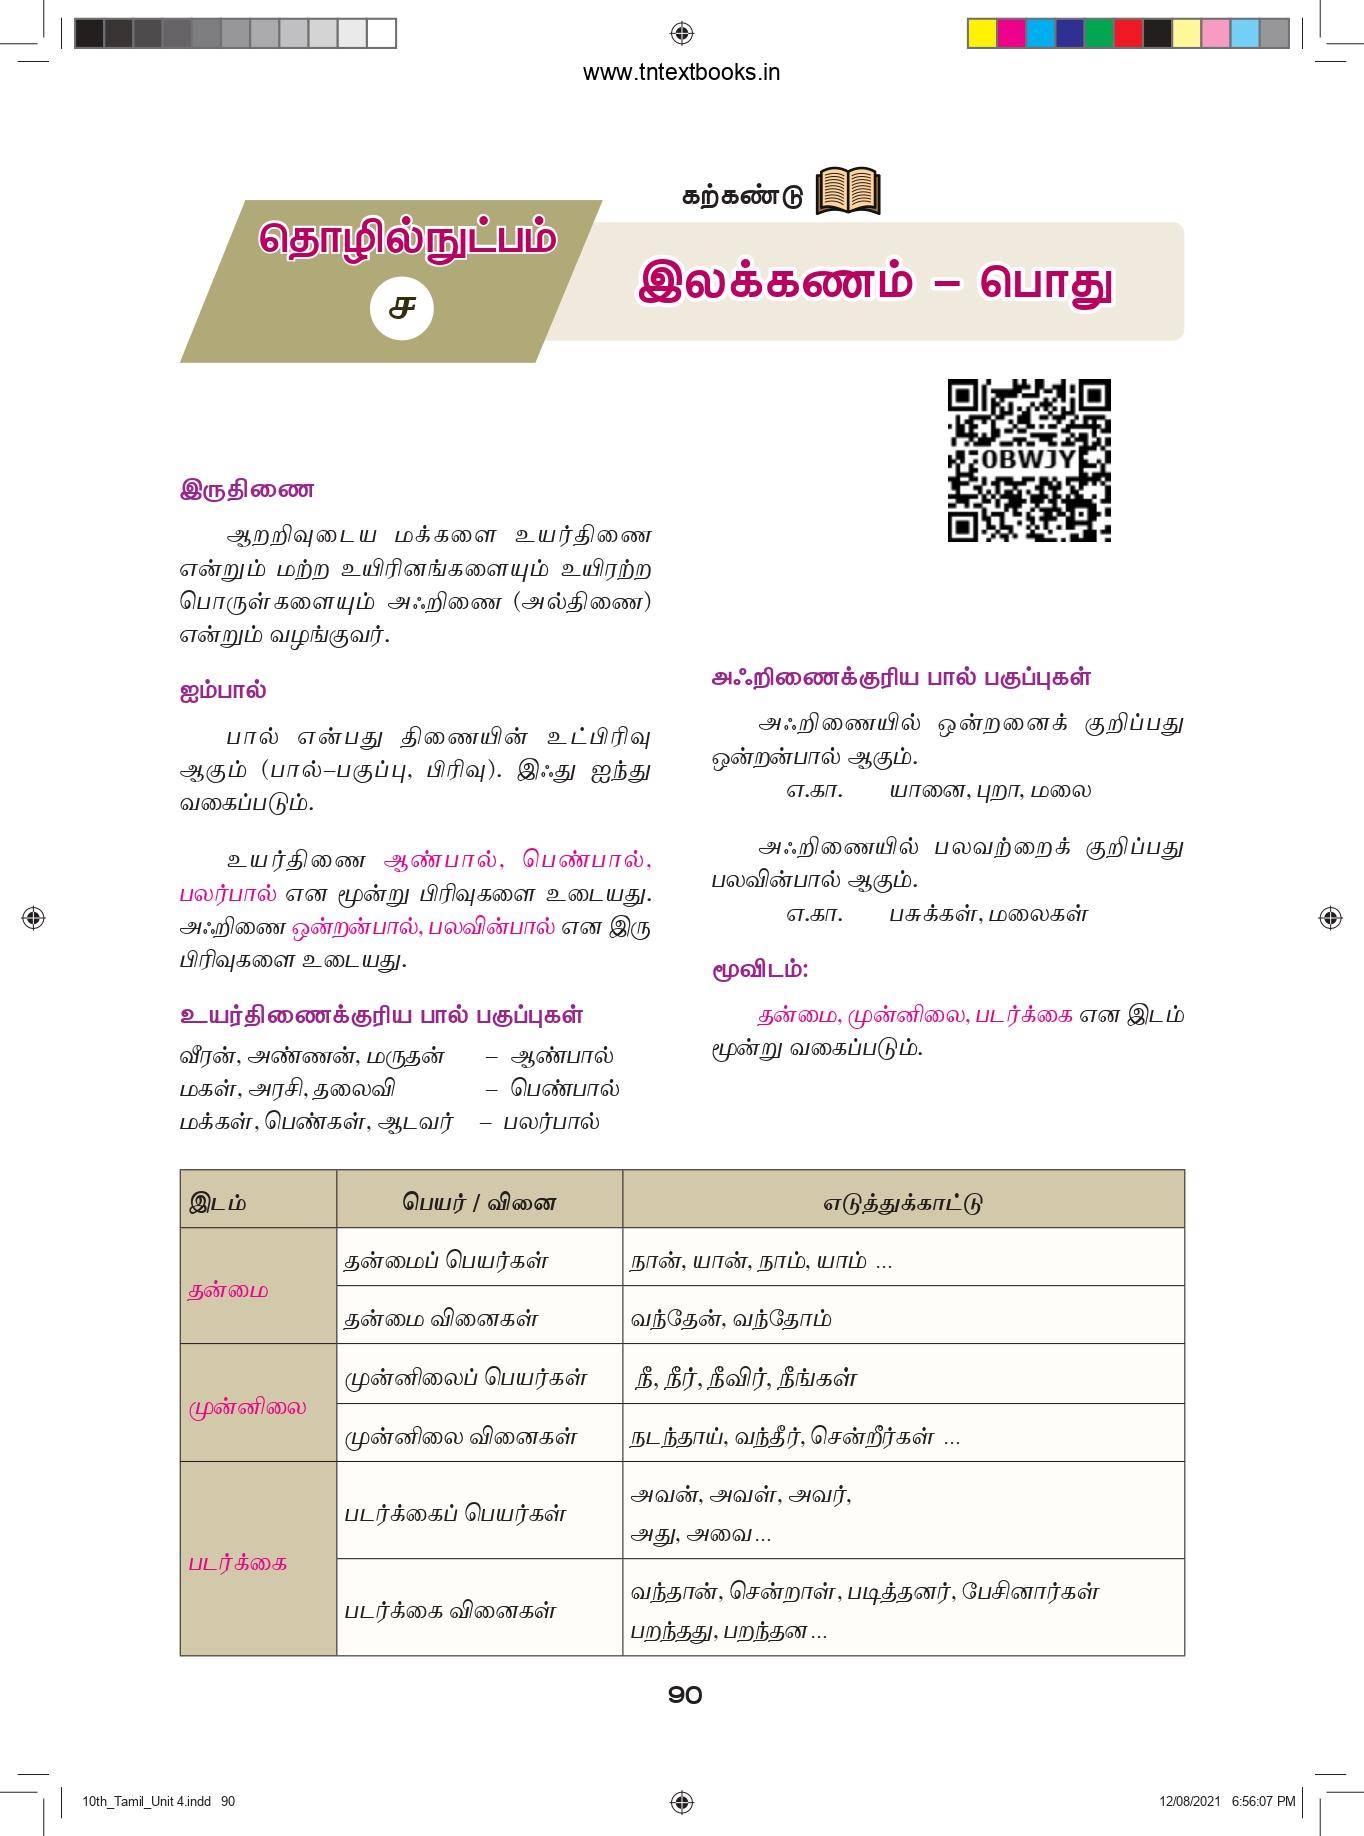 www.tntextbooks.in
கற்கண்டு
தொழில்நுட்பம்
௪
இலக்கணம் – பொது
0BWJY
இருதிணை
ஆறறிவுடைய மக்களை உயர்திணை
என்றும் மற்ற உயிரினங்களையும் உயிரற்ற
பொருள்களையும் அஃறிணை (அல்திணை)
என்றும் வழங்குவர்.
ஐம்பால்
பால் என்பது திணையின் உட்பிரிவு
ஆகும் (பால்–பகுப்பு, பிரிவு). இஃது ஐந்து
வகைப்படும்.
உயர்திணை ஆண்பால், பெண்பால்,
பலர்பால் என மூன்று பிரிவுகளை உடையது.
அஃறிணை ஒன்றன்பால், பலவின்பால் என இரு
பிரிவுகளை உடையது.
உயர்திணைக்குரிய பால் பகுப்புகள்
வீரன், அண்ணன், மருதன் – ஆண்பால்
மகள், அரசி, தலைவி – பெண்பால்
மக்கள், பெண்கள், ஆடவர் – பலர்பால்
அஃறிணைக்குரிய பால் பகுப்புகள்
அஃறிணையில் ஒன்றனைக் குறிப்பது
ஒன்றன்பால் ஆகும்.
எ.கா. யானை, புறா, மலை
அஃறிணையில் பலவற்றைக் குறிப்பது
பலவின்பால் ஆகும்.
எ.கா. பசுக்கள், மலைகள்
மூவிடம்:
தன்மை, முன்னிலை, படர்க்கை என இடம்
மூன்று வகைப்படும்.
இடம் பெயர் / வினை எடுத்துக்காட்டு
தன்மை
தன்மைப் பெயர்கள் நான், யான், நாம், யாம் ...
தன்மை வினைகள் வந்தேன், வந்தோம்
முன்னிலை
முன்னிலைப் பெயர்கள் நீ, நீர், நீவிர், நீங்கள்
முன்னிலை வினைகள் நடந்தாய், வந்தீர், சென்றீர்கள் ...
படர்க்கை
படர்க்கைப் பெயர்கள் அவன், அவள், அவர்,
அது, அவை...
படர்க்கை வினைகள் வந்தான், சென்றாள், படித்தனர், பேசினார்கள்
பறந்தது, பறந்தன...
90
10th_Tamil_Unit 4.indd 90 12/08/2021 6:56:07 PM